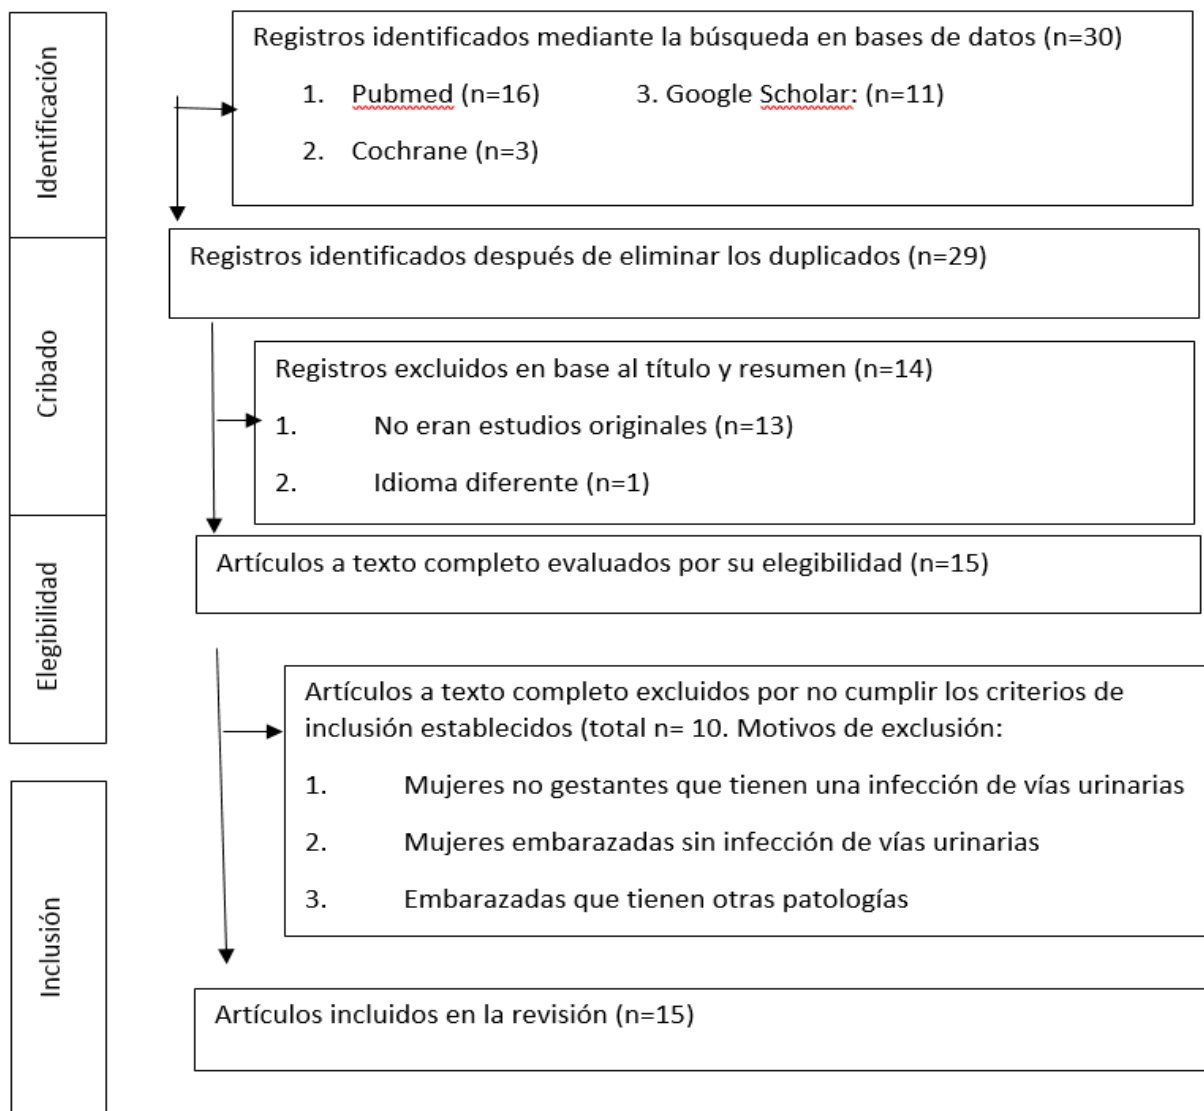 Identificación
Registros identificados mediante la búsqueda en bases de datos (n=30)
1. Pubmed (n=16) 3. Google Scholar: (n=11)
2. Cochrane (n=3)
Registros identificados después de eliminar los duplicados (n=29)
Cribado
Registros excluidos en base al título y resumen (n=14)
1. No eran estudios originales (n=13)
2. Idioma diferente (n=1)
Elegibilidad
Artículos a texto completo evaluados por su elegibilidad (n=15)
Artículos a texto completo excluidos por no cumplir los criterios de
inclusión establecidos (total n= 10. Motivos de exclusión:
1. Mujeres no gestantes que tienen una infección de vías urinarias
2. Mujeres embarazadas sin infección de vías urinarias
3. Embarazadas que tienen otras patologías
Inclusión
Artículos incluidos en la revisión (n=15)